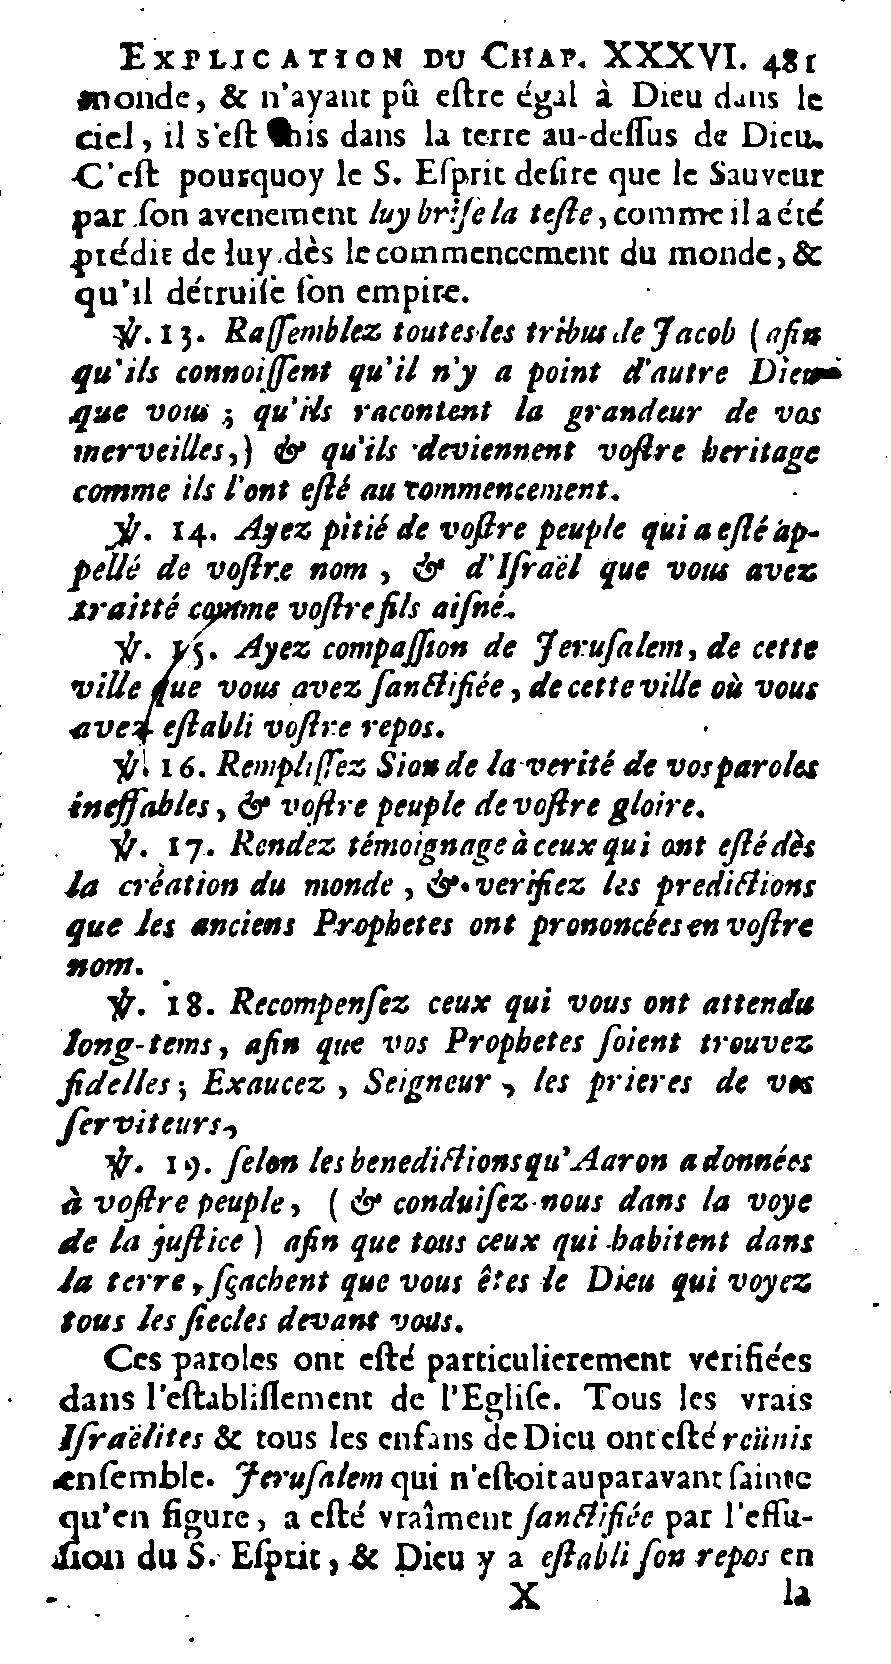 EXPLICATION DU CHAP. XXXVI. 481
monde, & n'ayant pû eſtre égal à Dieu dans le
ciel, il s'eſt mis dans la terre au-deſſus de Dieu.
C'eſt pourquoy le S. Eſprit deſire que le Sauveur
par ſon avenement luy briſe la teſte, comme il a été
prédit de luy dès le commencement du monde, &
qu'il détruiſe ſon empire.
℣. 13. Raſſemblez toutes les tribus de Jacob (afin
qu'ils connoiſſent qu'il n'y a point d'autre Dieu
que vous; qu'ils racontent la grandeur de vos
merveilles,) & qu'ils deviennent voſtre heritage
comme ils l'ont eſté au commencement.
℣. 14. Ayez pitié de voſtre peuple qui a eſté ap-
pellé de voſtre nom, & d'Iſraël que vous avez
traitté comme voſtre fils aiſné.
℣. 15. Ayez compaſſion de Jeruſalem, de cette
ville que vous avez ſanctifiée, de cette ville où vous
avez eſtabli voſtre repos.
℣. 16. Rempliſſez Sion de la verité de vos paroles
ineffables, & voſtre peuple de voſtre gloire.
℣. 17. Rendez témoignage à ceux qui ont eſté dès
la création du monde, & verifiez les predictions
que les anciens Prophetes ont prononcées en voſtre
nom.
℣. 18. Recompenſez ceux qui vous ont attendu
long-tems, afin que vos Prophetes ſoient trouvez
fidelles; Exaucez, Seigneur, les prieres de vos
ſerviteurs,
℣. 19. ſelon les benedictions qu'Aaron a données
à voſtre peuple, (& conduiſez-nous dans la voye
de la juſtice) afin que tous ceux qui habitent dans
la terre, ſçachent que vous êtes le Dieu qui voyez
tous les ſiecles devant vous.
Ces paroles ont eſté particulierement verifiées
dans l'eſtabliſſement de l'Egliſe. Tous les vrais
Iſraëlites & tous les enfans de Dieu ont eſté reünis
enſemble. Jeruſalem qui n'eſtoit auparavant ſainte
qu'en figure, a eſté vraîment ſanctifiée par l'effu-
ſion du S. Eſprit, & Dieu y a eſtabli ſon repos en
X la